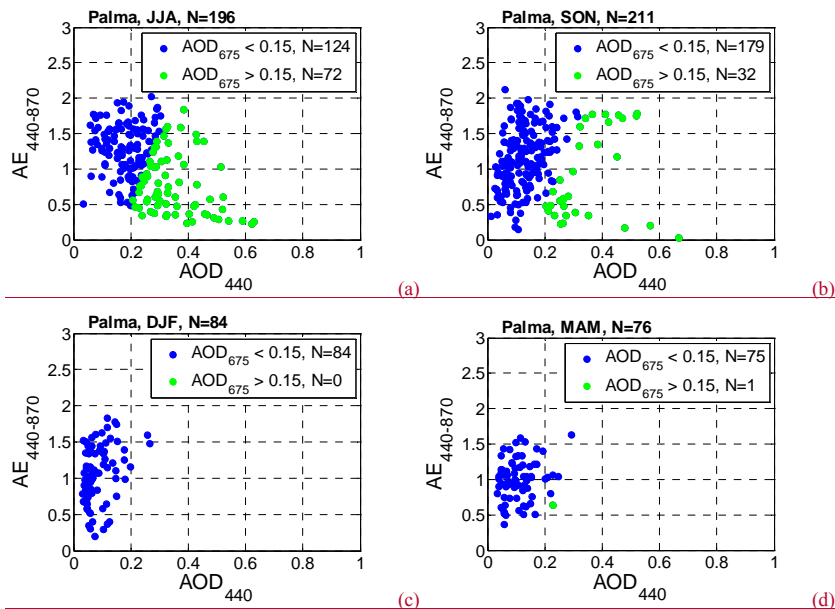 Palma, JJA, N=196
AOD675 < 0.15, N=124
AOD675 > 0.15, N=72
AE440-870
3
2.5
2
1.5
1
0.5
0
0 0.2 0.4 0.6 0.8 1
AOD440
(a)
Palma, SON, N=211
AOD675 < 0.15, N=179
AOD675 > 0.15, N=32
AE440-870
3
2.5
2
1.5
1
0.5
0
0 0.2 0.4 0.6 0.8 1
AOD440
(b)
Palma, DJF, N=84
AOD675 < 0.15, N=84
AOD675 > 0.15, N=0
AE440-870
3
2.5
2
1.5
1
0.5
0
0 0.2 0.4 0.6 0.8 1
AOD440
(c)
Palma, MAM, N=76
AOD675 < 0.15, N=75
AOD675 > 0.15, N=1
AE440-870
3
2.5
2
1.5
1
0.5
0
0 0.2 0.4 0.6 0.8 1
AOD440
(d)